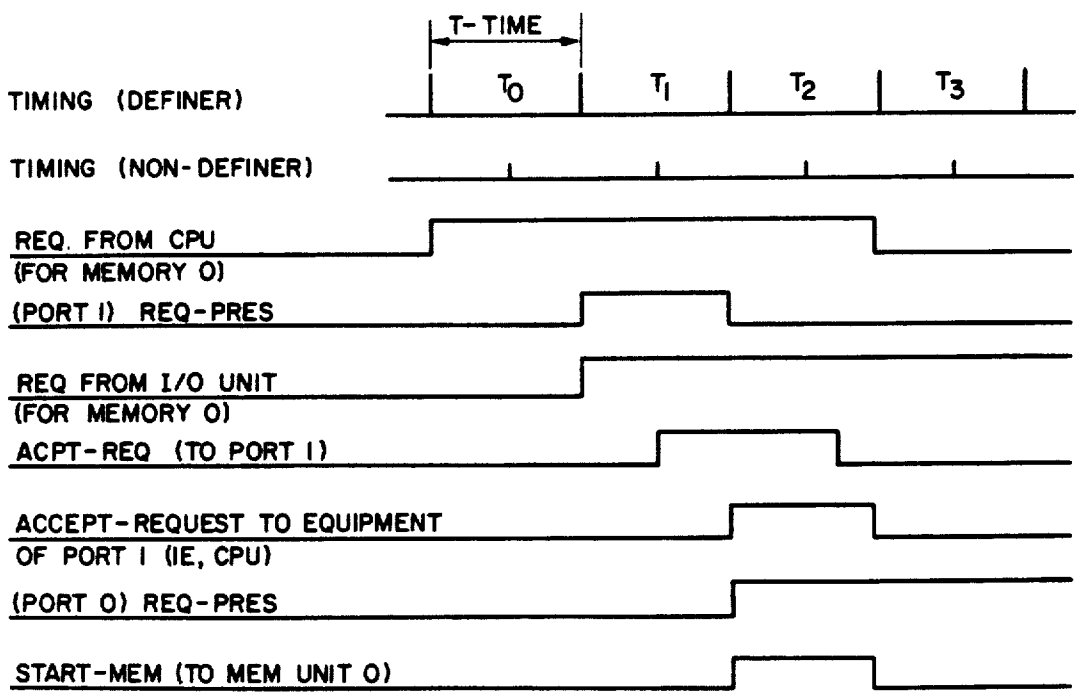 T-TIME
TIMING (DEFINER)
T0 T1 T2 T3
TIMING (NON-DEFINER)
REQ. FROM CPU
(FOR MEMORY 0)
(PORT 1) REQ-PRES
REQ FROM I/O UNIT
(FOR MEMORY 0)
ACPT-REQ (TO PORT 1)
ACCEPT-REQUEST TO EQUIPMENT
OF PORT 1 (IE, CPU)
(PORT 0) REQ-PRES
START-MEM (TO MEM UNIT 0)